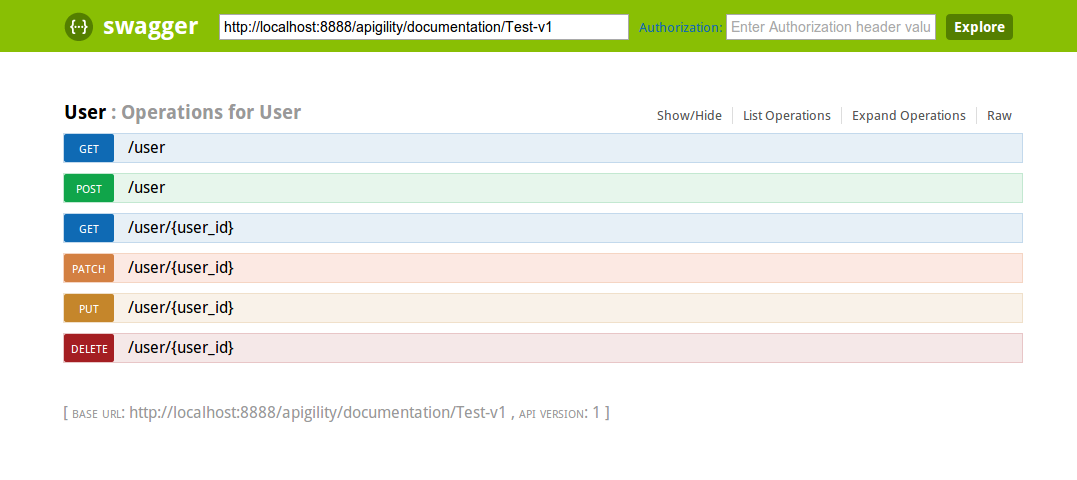 {···} swagger http://localhost:8888/apigility/documentation/Test-v1 Authorization: Enter Authorization header valu Explore
User : Operations for User Show/Hide List Operations Expand Operations Raw
GET /user
POST /user
GET /user/{user_id}
PATCH /user/{user_id}
PUT /user/{user_id}
DELETE /user/{user_id}
[ BASE URL: http://localhost:8888/apigility/documentation/Test-v1 , API VERSION: 1 ]